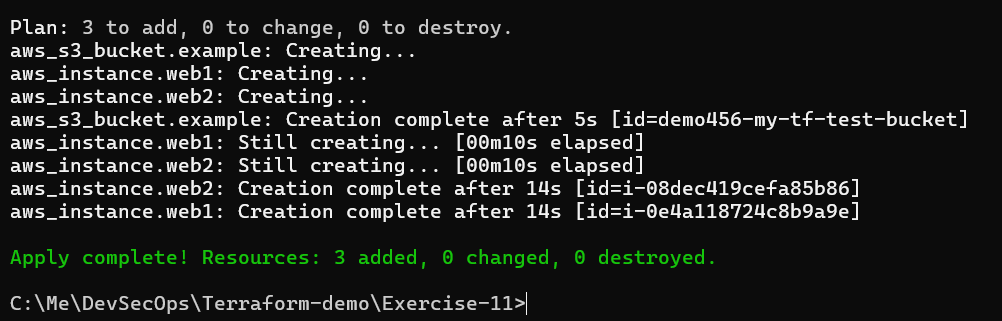 Plan: 3 to add, 0 to change, 0 to destroy.
aws_s3_bucket.example: Creating...
aws_instance.web1: Creating...
aws_instance.web2: Creating...
aws_s3_bucket.example: Creation complete after 5s [id=demo456-my-tf-test-bucket]
aws_instance.web1: Still creating... [00m10s elapsed]
aws_instance.web2: Still creating... [00m10s elapsed]
aws_instance.web2: Creation complete after 14s [id=i-08dec419cefa85b86]
aws_instance.web1: Creation complete after 14s [id=i-0e4a118724c8b9a9e]
Apply complete! Resources: 3 added, 0 changed, 0 destroyed.
C:\Me\DevSecOps\Terraform-demo\Exercise-11>